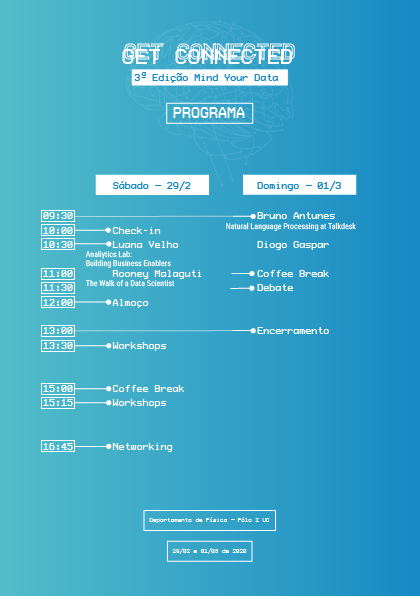 GET CONNECTED
3ª Edição Mind Your Data
PROGRAMA
Sábado – 29/2
Domingo – 01/3
09:30
Bruno Antunes
Natural Language Processing at Talkdesk
10:00
Check-in
10:30
Luana Velho
Diogo Gaspar
Analiytics Lab:
Building Business Enablers
11:00
Rooney Malaguti
Coffee Break
The Walk of a Data Scientist
11:30
Debate
12:00
Almoço
13:00
Encerramento
13:30
Workshops
15:00
Coffee Break
15:15
Workshops
16:45
Networking
Departamento de Física – Pólo I UC
29/02 e 01/03 de 2020